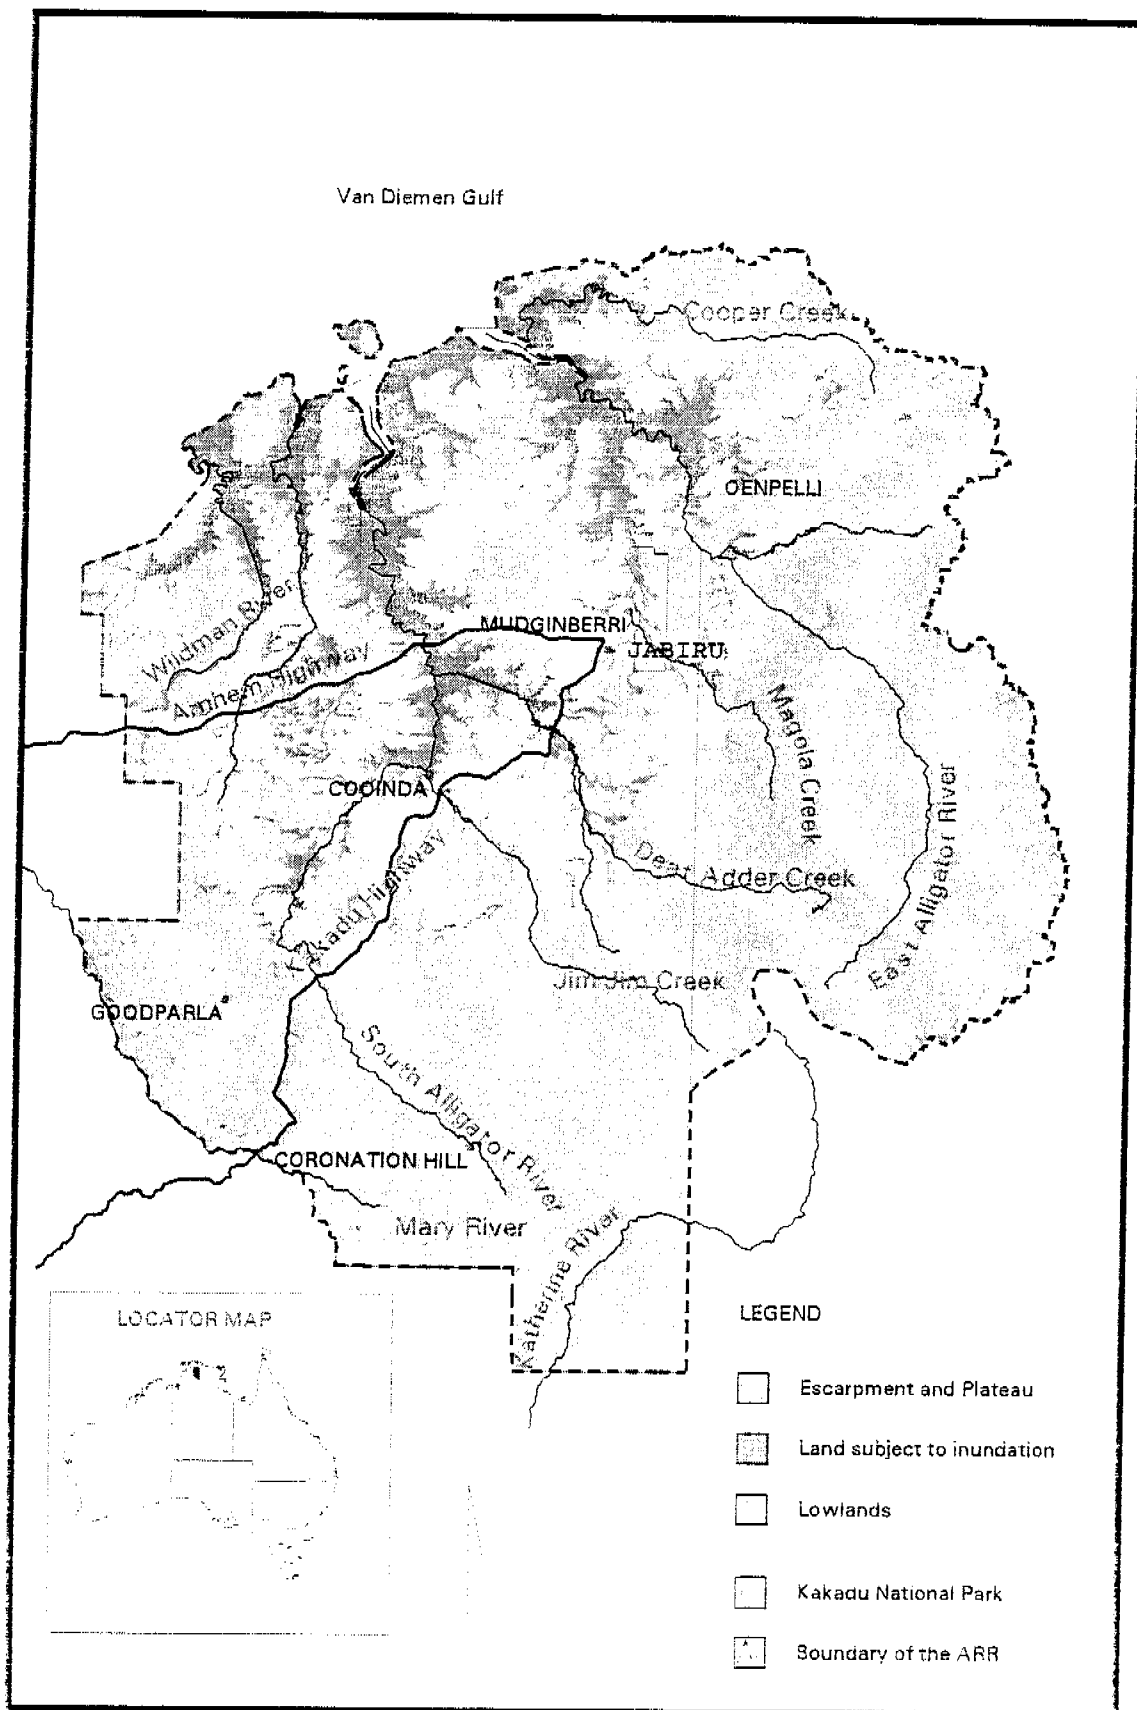 Van Diemen Gulf
Cooper Creek
OENPELLI
Wildman River
Arnhem Highway
MUDGINBERRI
JABIRU
Magola Creek
COOINDA
East Alligator River
Deaf Adder Creek
Kakadu Highway
Jim Jim Creek
GOODPARLA
South Alligator River
CORONATION HILL
Mary River
Katherine River
LOCATOR MAP
LEGEND
Escarpment and Plateau
Land subject to inundation
Lowlands
Kakadu National Park
Boundary of the ARR